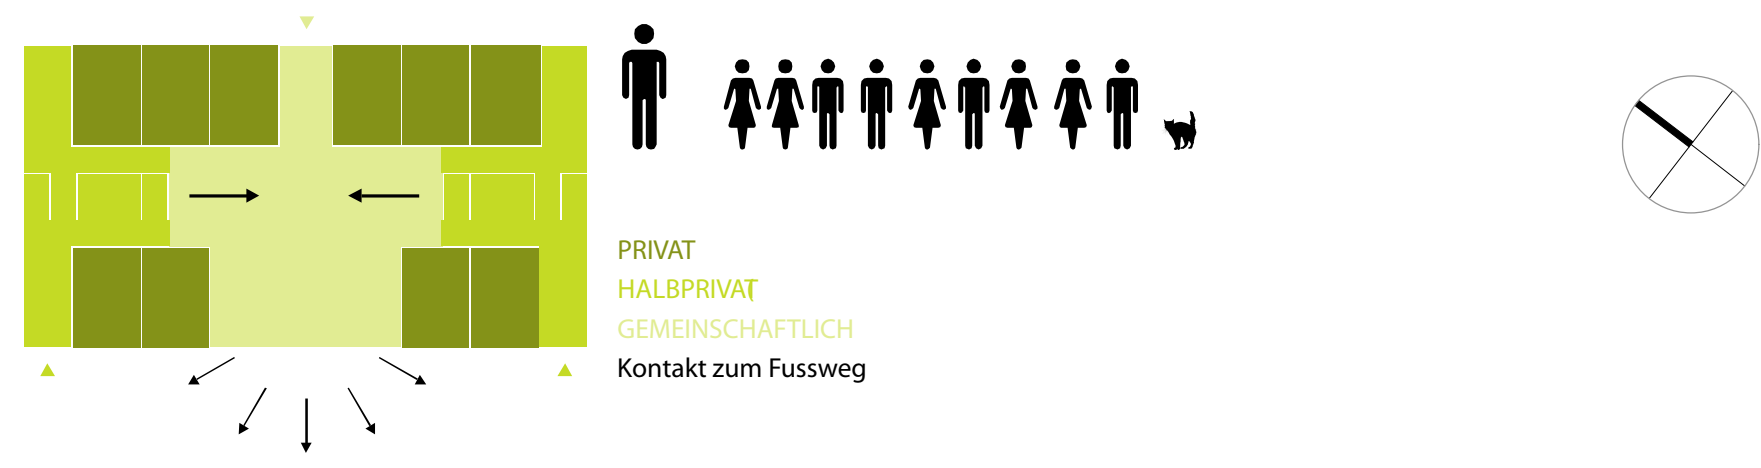 PRIVAT
HALBPRIVAT(
GEMEINSCHAFTLICH
Kontakt zum Fussweg